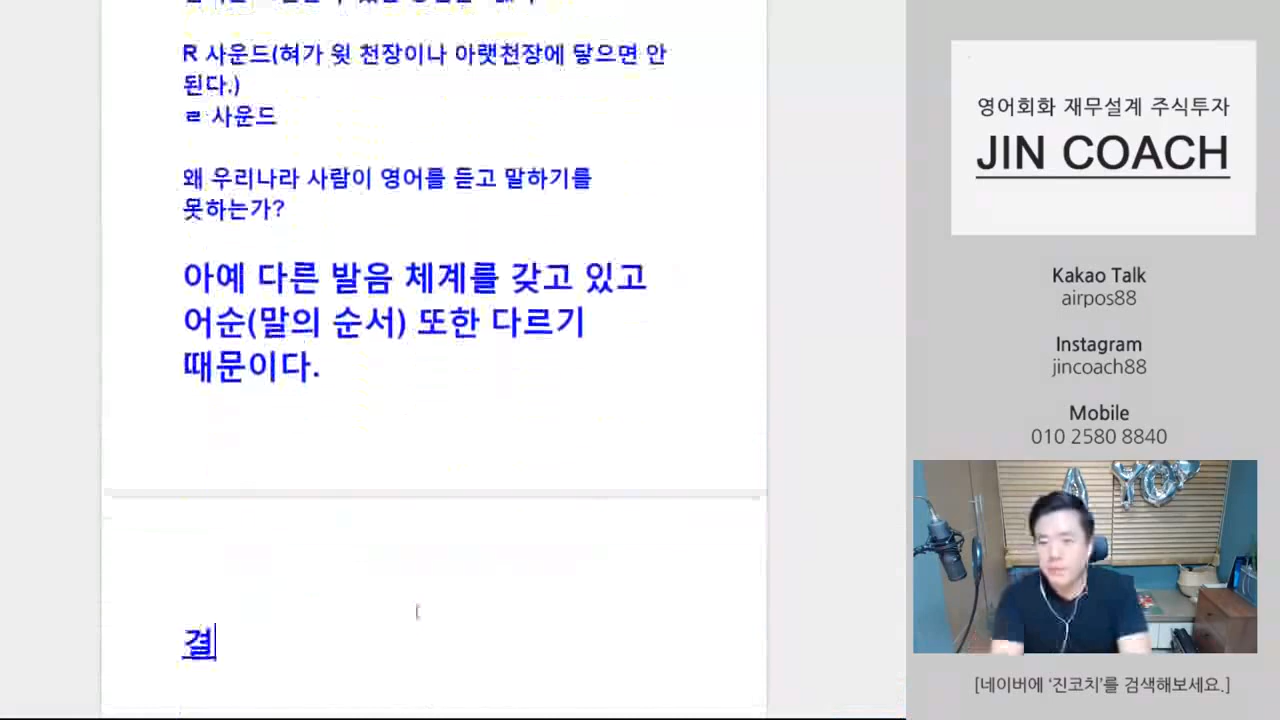 R 사운드(혀가 윗 천장이나 아랫천장에 닿으면 안
된다.)
ㄹ 사운드
왜 우리나라 사람이 영어를 듣고 말하기를
못하는가?
아예 다른 발음 체계를 갖고 있고
어순(말의 순서) 또한 다르기
때문이다.
결
영어회화 재무설계 주식투자
JIN COACH
Kakao Talk
airpos88
Instagram
jincoach88
Mobile
010 2580 8840
[네이버에 '진코치'를 검색해보세요.]